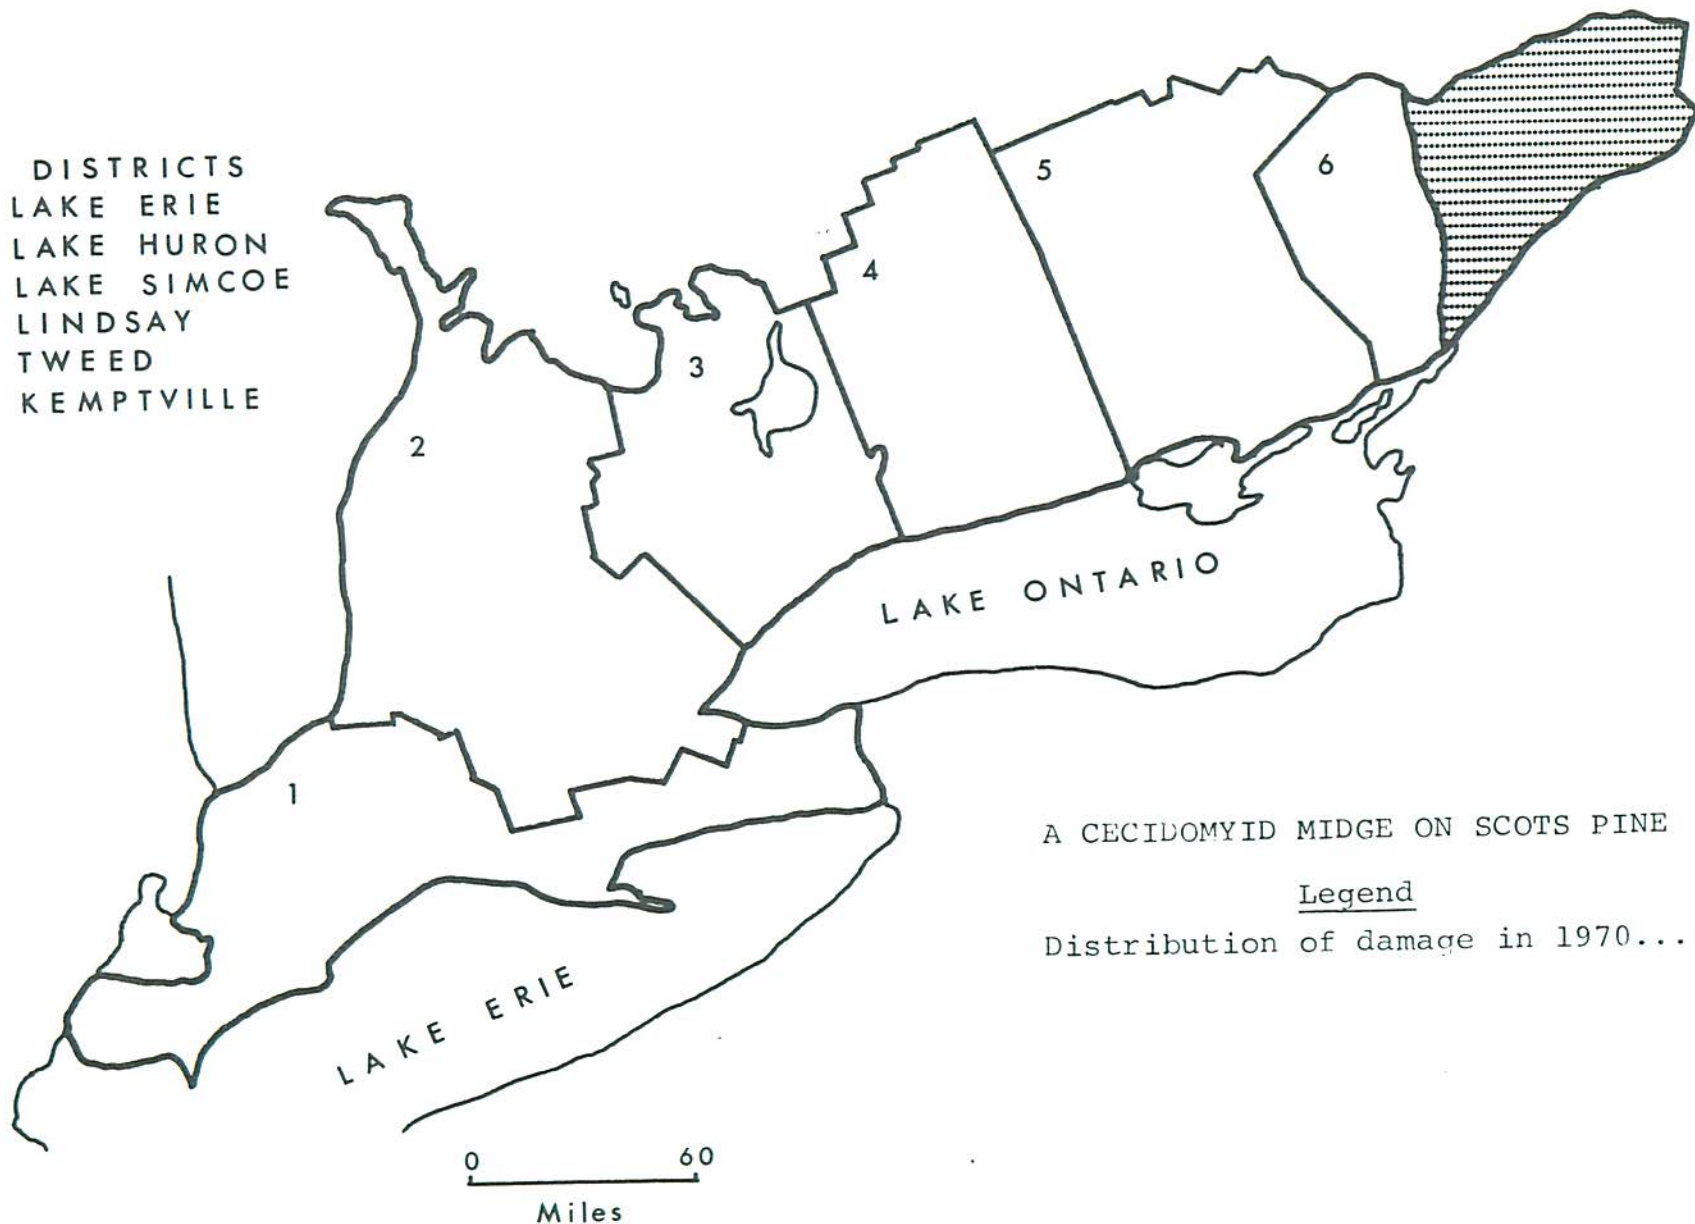 DISTRICTS
LAKE ERIE
LAKE HURON
LAKE SIMCOE
LINDSAY
TWEED
KEMPTVILLE
5
6
4
3
2
LAKE ONTARIO
1
A CECIDOMYID MIDGE ON SCOTS PINE
Legend
Distribution of damage in 1970...
LAKE ERIE
0 60
Miles